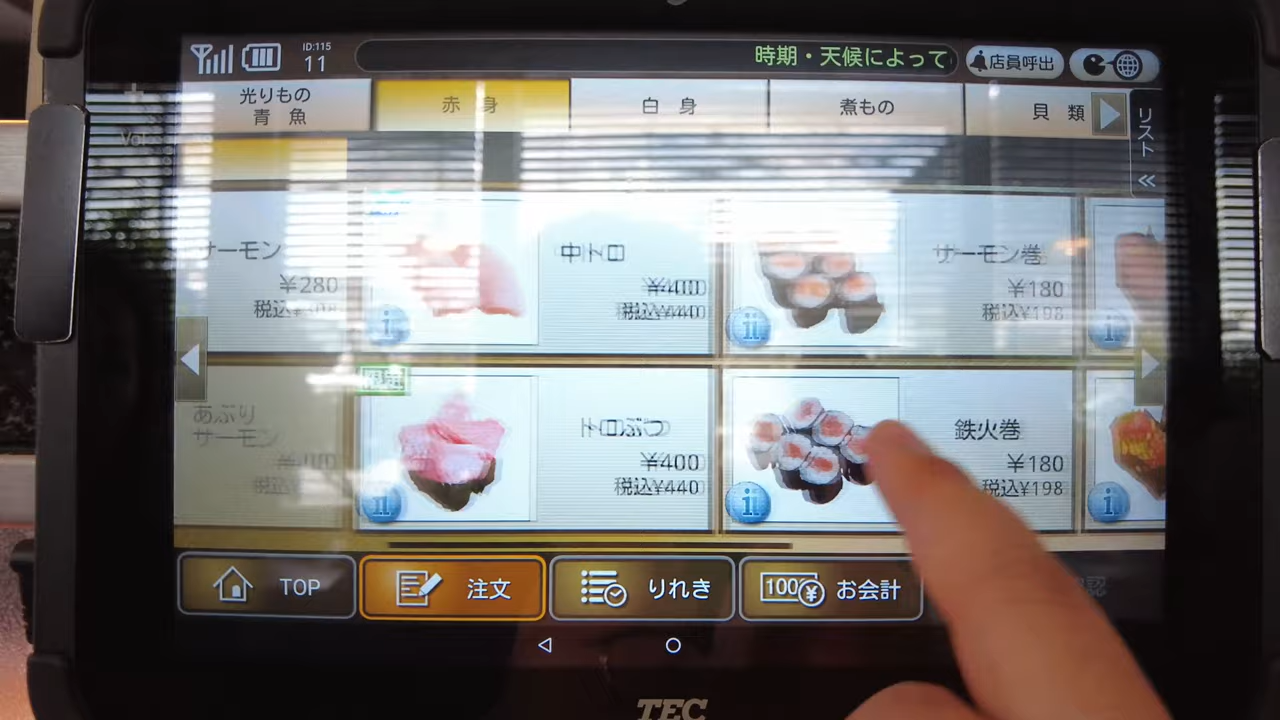 ID:115
11
時期・天候によって
店員呼出
光りもの
青 魚
赤 身
白 身
煮もの
貝 類
リスト
サーモン
¥280
中トロ
¥400
税込¥440
サーモン巻
¥180
税込¥198
あぶり
サーモン
トロぶつ
¥400
税込¥440
鉄火巻
¥180
税込¥198
TOP
注文
りれき
お会計
TEC